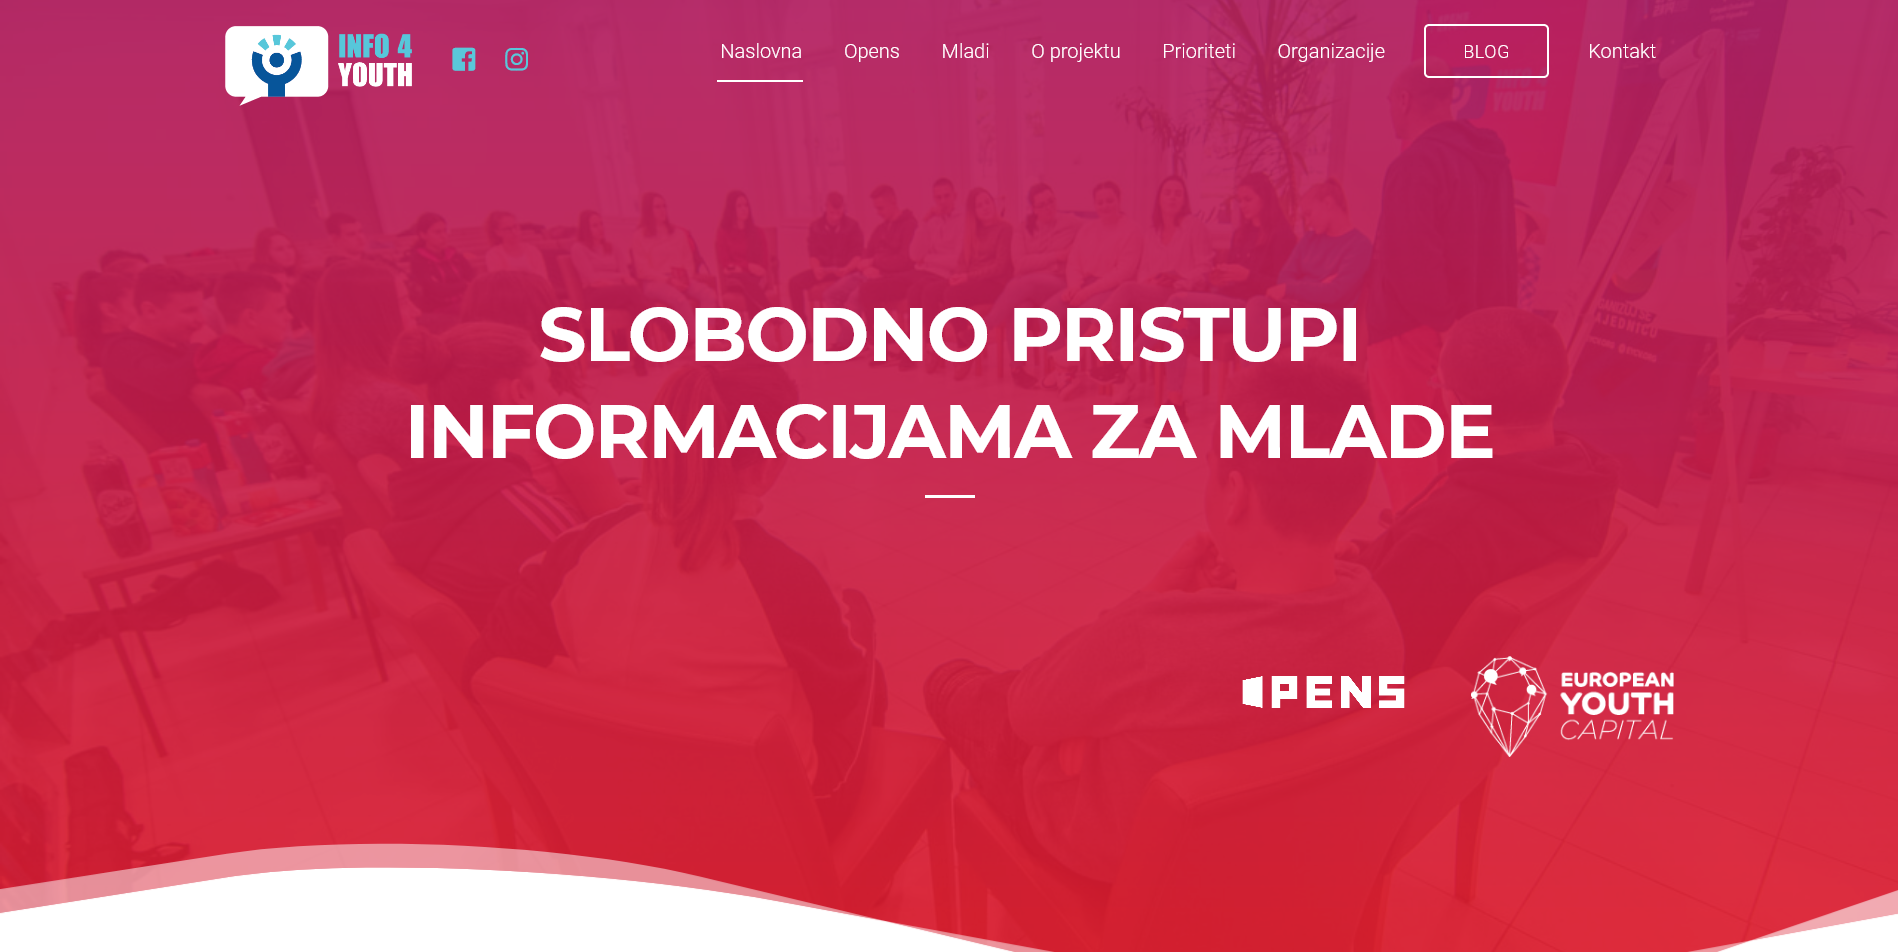 INFO 4
YOUTH
Naslovna
Opens
Mladi
O projektu
Prioriteti
Organizacije
BLOG
Kontakt
SLOBODNO PRISTUPI
INFORMACIJAMA ZA MLADE
OPENS
EUROPEAN
YOUTH
CAPITAL